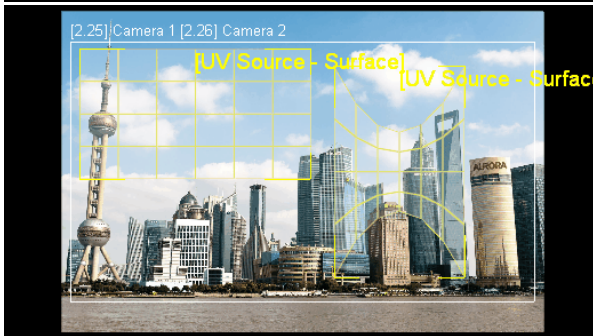 [2.25] Camera 1 [2.26] Camera 2
[UV Source - Surface]
[UV Source - Surfac
AURORA